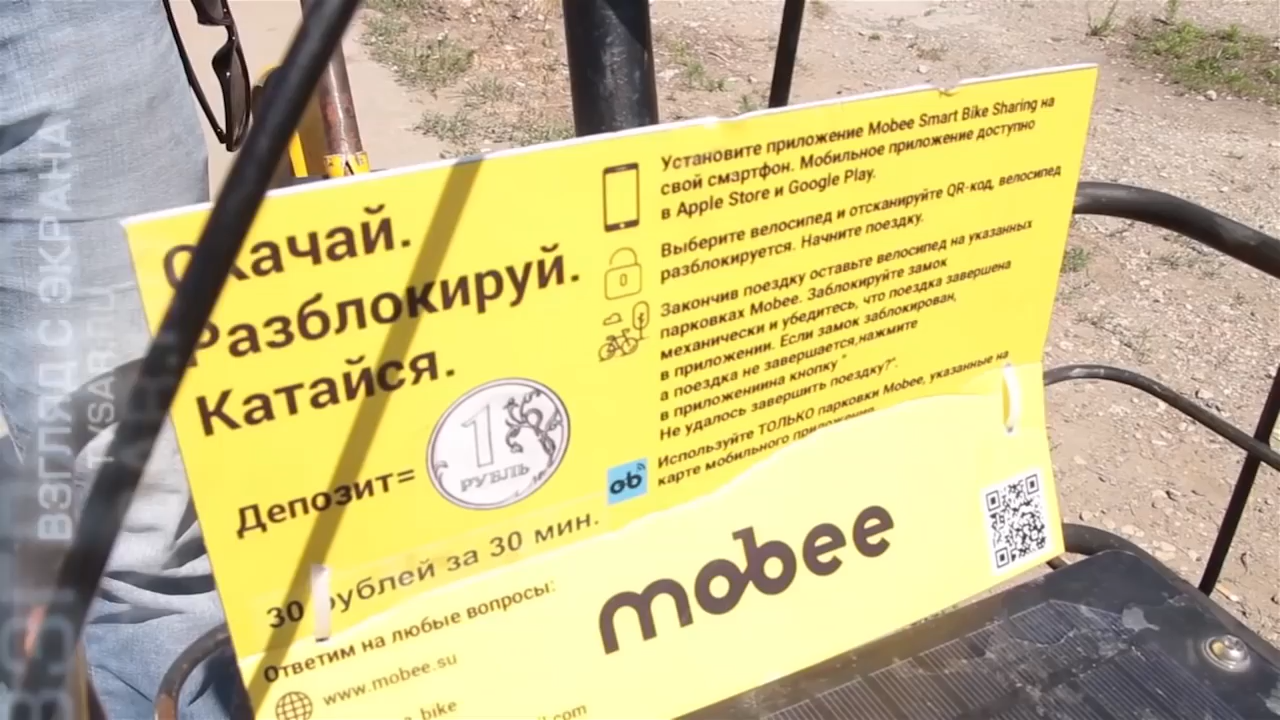 Скачай.
Разблокируй.
Катайся.
Депозит=
1
РУБЛЬ
30 рублей за 30 мин.
Ответим на любые вопросы:
www.mobee.su
bike
Установите приложение Mobee Smart Bike Sharing на
свой смартфон. Мобильное приложение доступно
в Apple Store и Google Play.
Выберите велосипед и отсканируйте QR-код, велосипед
разблокируется. Начните поездку.
Закончив поездку оставьте велосипед на указанных
парковках Mobee. Заблокируйте замок
механически и убедитесь, что поездка завершена
в приложении. Если замок заблокирован,
а поездка не завершается,нажмите
в приложениина кнопку "
Не удалось завершить поездку?".
Используйте ТОЛЬКО парковки Mobee, указанные на
карте мобильного приложения
ob
mobee
ВЗГЛЯД С ЭКРАНА